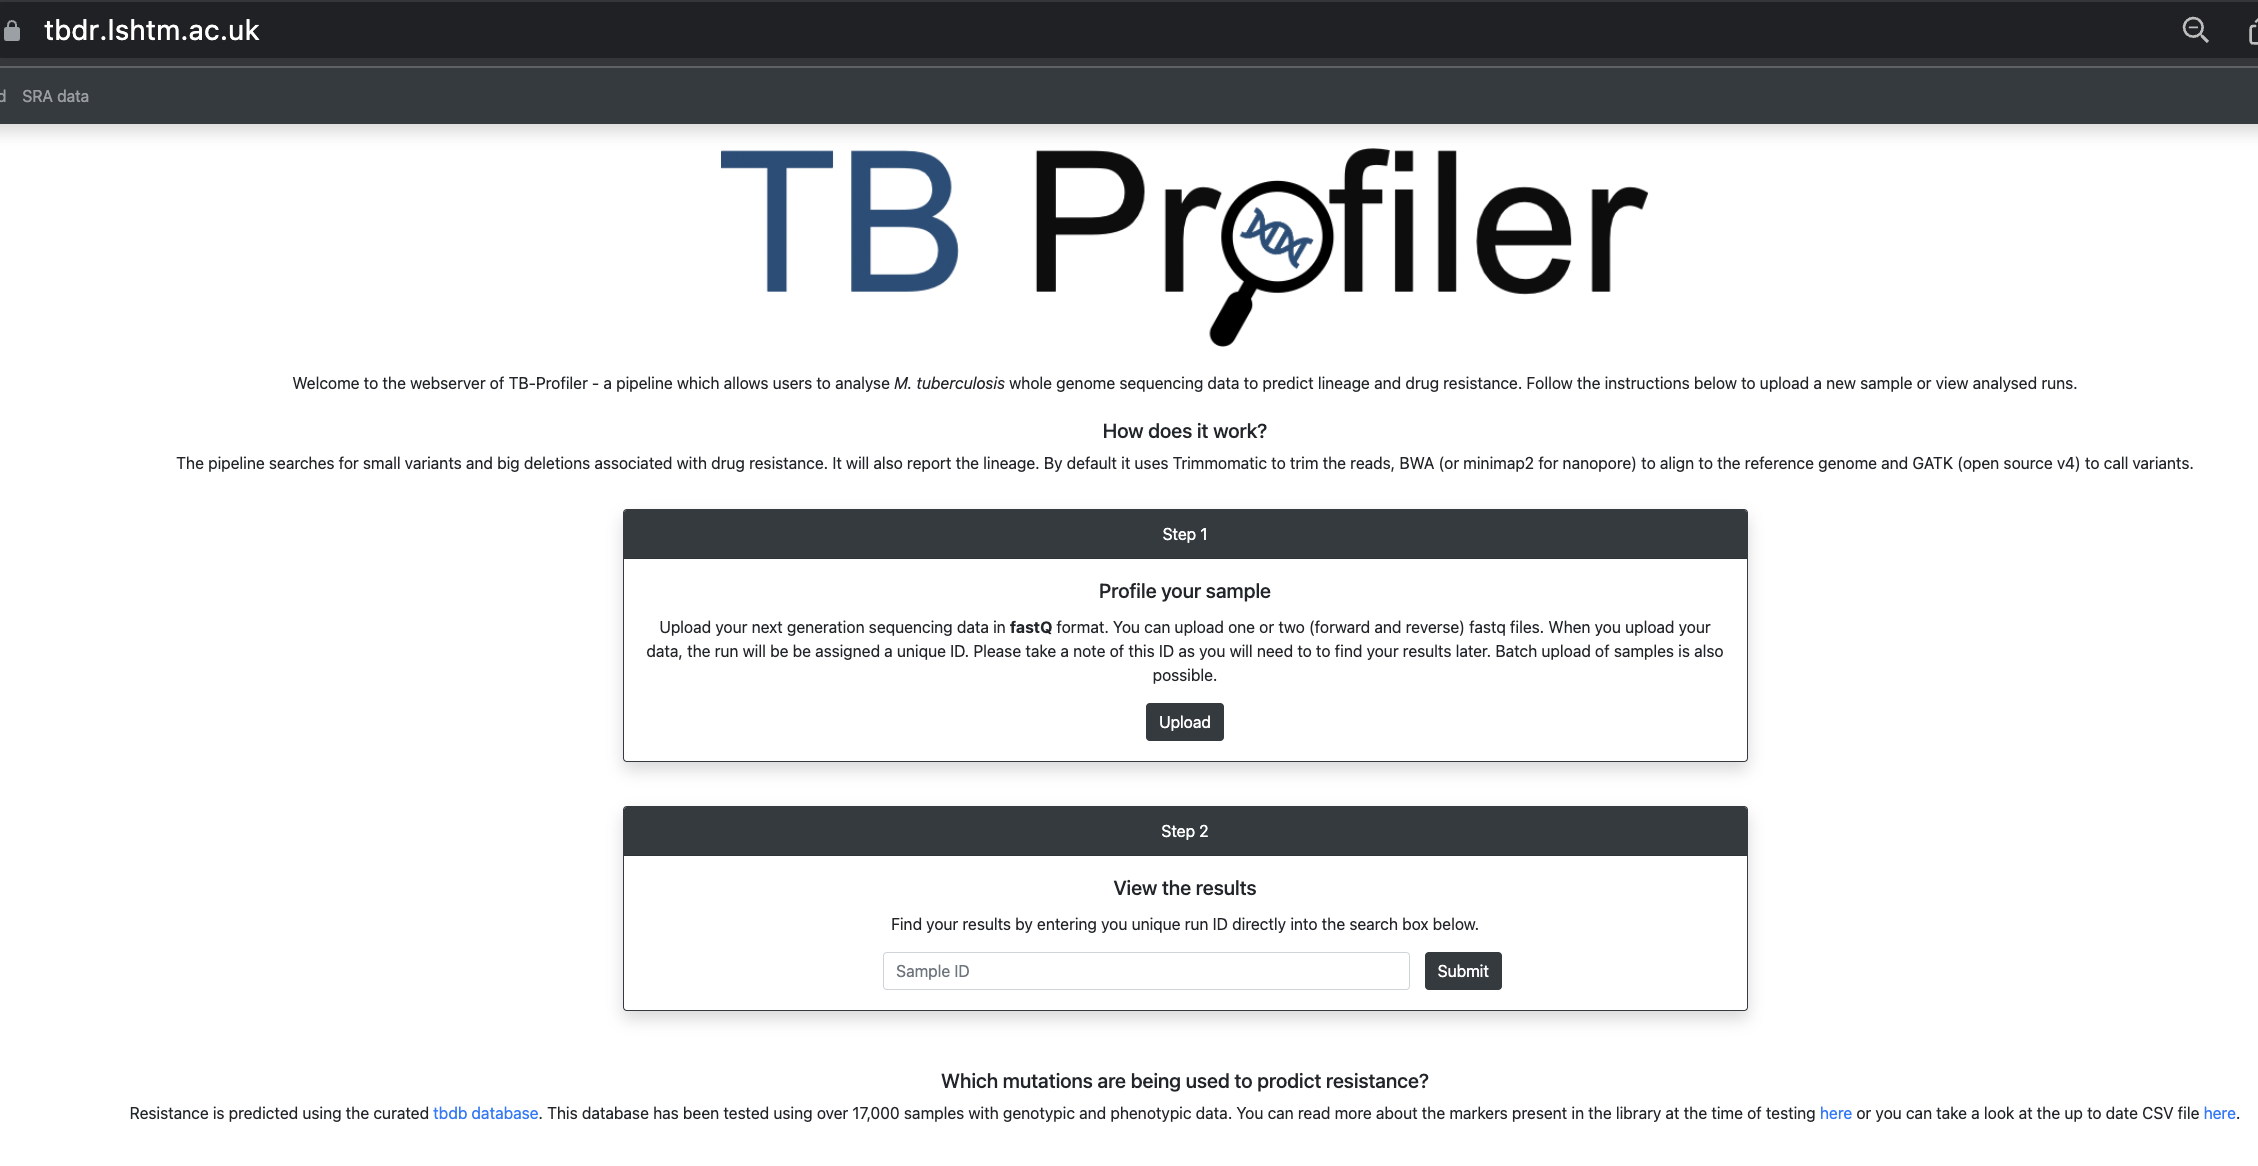 tbdr.lshtm.ac.uk
d SRA data
TB Profiler
Welcome to the webserver of TB-Profiler - a pipeline which allows users to analyse M. tuberculosis whole genome sequencing data to predict lineage and drug resistance. Follow the instructions below to upload a new sample or view analysed runs.
How does it work?
The pipeline searches for small variants and big deletions associated with drug resistance. It will also report the lineage. By default it uses Trimmomatic to trim the reads, BWA (or minimap2 for nanopore) to align to the reference genome and GATK (open source v4) to call variants.
Step 1
Profile your sample
Upload your next generation sequencing data in fastQ format. You can upload one or two (forward and reverse) fastq files. When you upload your
data, the run will be be assigned a unique ID. Please take a note of this ID as you will need to to find your results later. Batch upload of samples is also
possible.
Upload
Step 2
View the results
Find your results by entering you unique run ID directly into the search box below.
Sample ID Submit
Which mutations are being used to prodict resistance?
Resistance is predicted using the curated tbdb database. This database has been tested using over 17,000 samples with genotypic and phenotypic data. You can read more about the markers present in the library at the time of testing here or you can take a look at the up to date CSV file here.